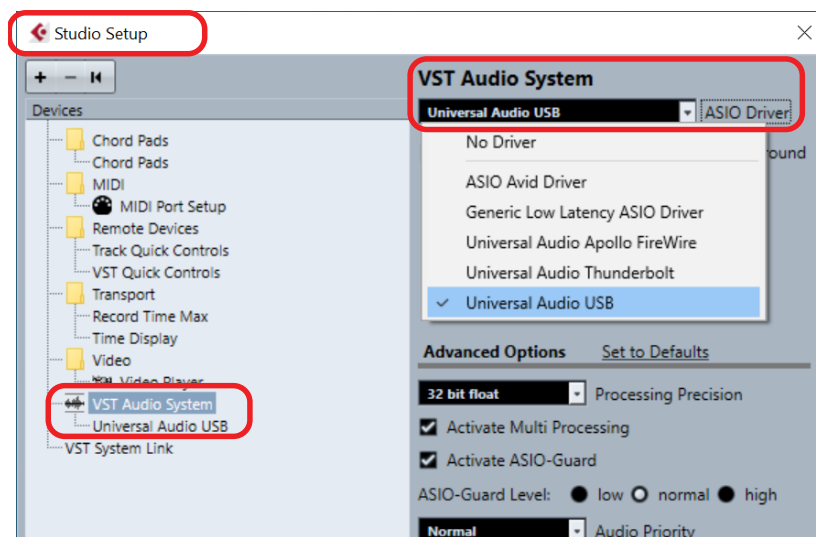 Studio Setup
Devices
Chord Pads
Chord Pads
MIDI
MIDI Port Setup
Remote Devices
Track Quick Controls
VST Quick Controls
Transport
Record Time Max
Time Display
Video
Video Player
VST Audio System
Universal Audio USB
VST System Link
VST Audio System
Universal Audio USB ASIO Driver
No Driver
ound
ASIO Avid Driver
Generic Low Latency ASIO Driver
Universal Audio Apollo FireWire
Universal Audio Thunderbolt
Universal Audio USB
Advanced Options Set to Defaults
32 bit float Processing Precision
Activate Multi Processing
Activate ASIO-Guard
ASIO-Guard Level: low normal high
Normal Audio Priority